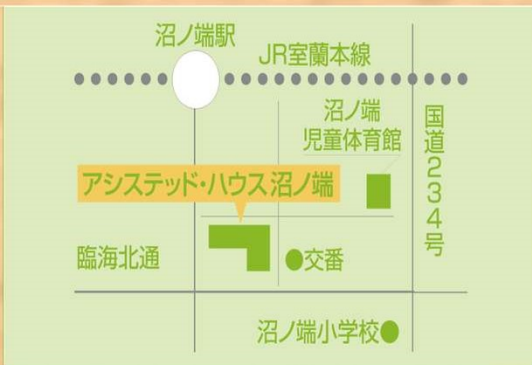 沼ノ端駅
JR室蘭本線
沼ノ端
児童体育館
国道234号
アシステッド・ハウス沼ノ端
臨海北通
交番
沼ノ端小学校